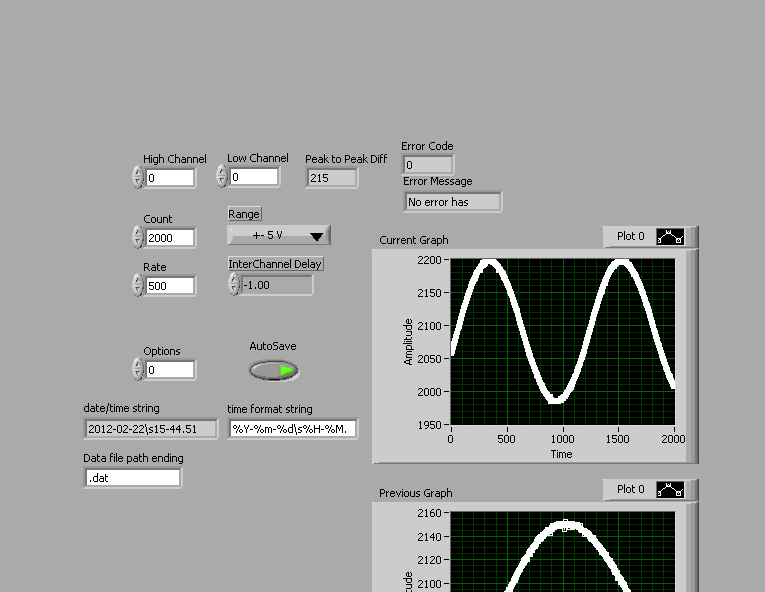 Error Code
High Channel
Low Channel
Peak to Peak Diff
0
0
0
215
Error Message
No error has
Count
Range
2000
+- 5 V
Plot 0
Current Graph
Rate
InterChannel Delay
500
-1.00
2200
2150
2100
2050
2000
1950
Amplitude
0
500
1000
1500
2000
Time
Options
AutoSave
0
date/time string
time format string
2012-02-22\s15-44.51
%Y-%m-%d\s%H-%M.
Data file path ending
.dat
Plot 0
Previous Graph
2160
2140
2120
2100
ude